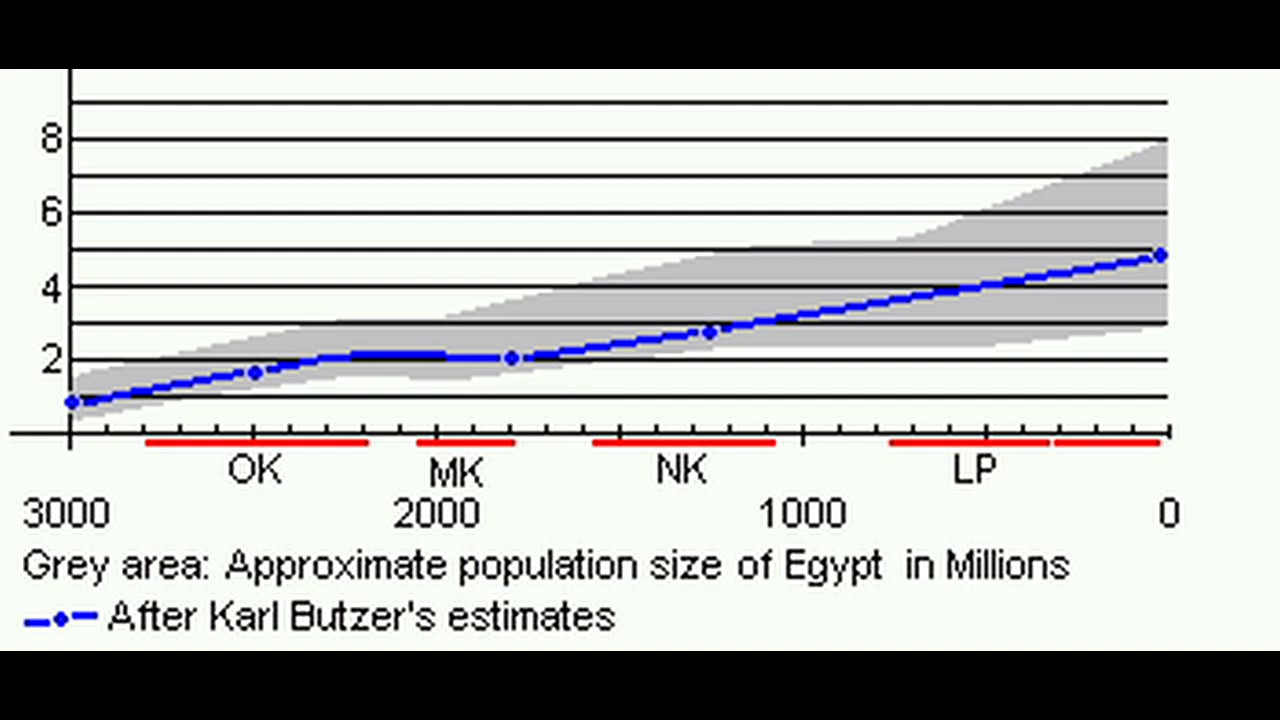 8
6
4
2
OK MK NK LP
3000 2000 1000 0
Grey area: Approximate population size of Egypt in Millions
After Karl Butzer's estimates